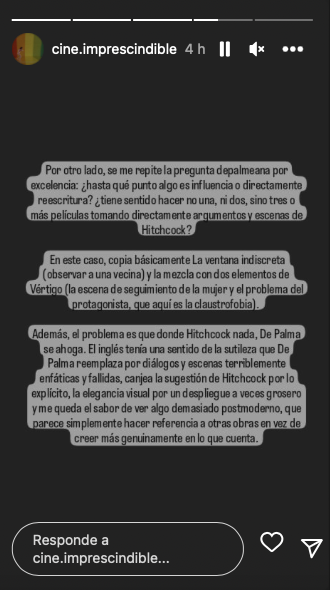 cine.imprescindible 4 h
Por otro lado, se me repite la pregunta depalmeana por
excelencia: ¿hasta qué punto algo es influencia o directamente
reescritura? ¿tiene sentido hacer no una, ni dos, sino tres o
más películas tomando directamente argumentos y escenas de
Hitchcock?
En este caso, copia básicamente La ventana indiscreta
(observar a una vecina) y la mezcla con dos elementos de
Vértigo (la escena de seguimiento de la mujer y el problema del
protagonista, que aquí es la claustrofobia).
Además, el problema es que donde Hitchcock nada, De Palma
se ahoga. El inglés tenía una sentido de la sutileza que De
Palma reemplaza por diálogos y escenas terriblemente
enfáticas y fallidas, canjea la sugestión de Hitchcock por lo
explícito, la elegancia visual por un despliegue a veces grosero
y me queda el sabor de ver algo demasiado postmoderno, que
parece simplemente hacer referencia a otras obras en vez de
creer más genuinamente en lo que cuenta.
Responde a
cine.imprescindible...